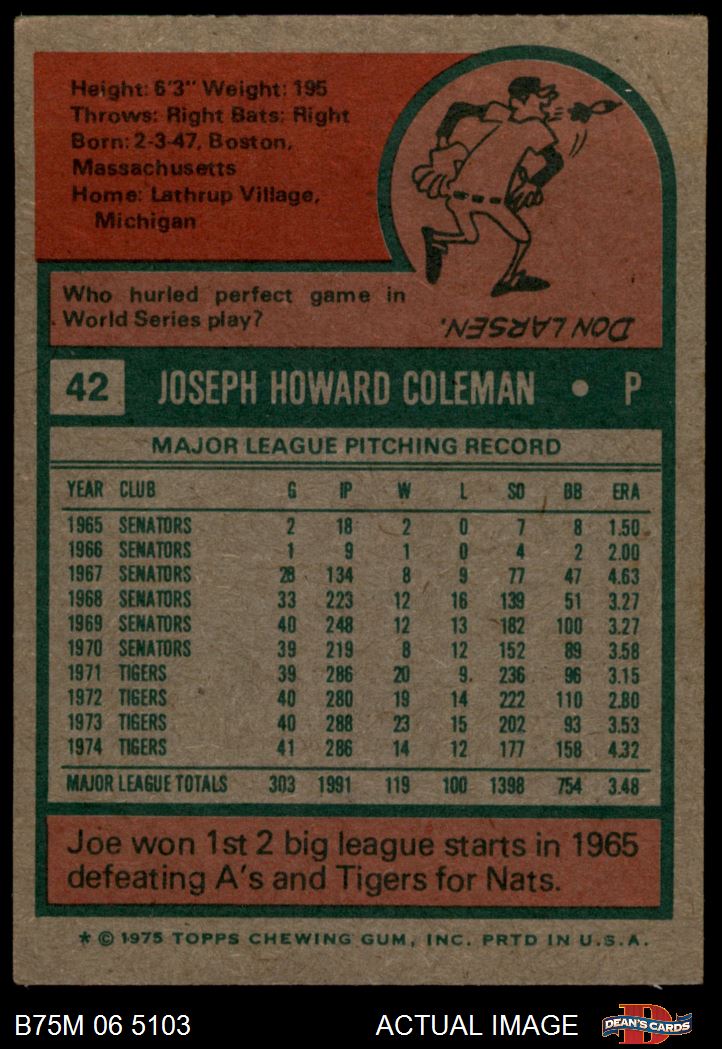 Height: 6'3" Weight: 195
Throws: Right Bats: Right
Born: 2-3-47, Boston,
Massachusetts
Home: Lathrup Village,
Michigan
Who hurled perfect game in
World Series play?
DON LARSEN.
42 JOSEPH HOWARD COLEMAN • P
MAJOR LEAGUE PITCHING RECORD
YEAR CLUB G IP W L SO BB ERA
1965 SENATORS 2 18 2 0 7 8 1.50
1966 SENATORS 1 9 1 0 4 2 2.00
1967 SENATORS 28 134 8 9 77 47 4.63
1968 SENATORS 33 223 12 16 139 51 3.27
1969 SENATORS 40 248 12 13 182 100 3.27
1970 SENATORS 39 219 8 12 152 89 3.58
1971 TIGERS 39 286 20 9 236 96 3.15
1972 TIGERS 40 280 19 14 222 110 2.80
1973 TIGERS 40 288 23 15 202 93 3.53
1974 TIGERS 41 286 14 12 177 158 4.32
MAJOR LEAGUE TOTALS 303 1991 119 100 1398 754 3.48
Joe won 1st 2 big league starts in 1965
defeating A's and Tigers for Nats.
* © 1975 TOPPS CHEWING GUM, INC. PRTD IN U.S.A.
B75M 06 5103 ACTUAL IMAGE D DEAN'S CARDS